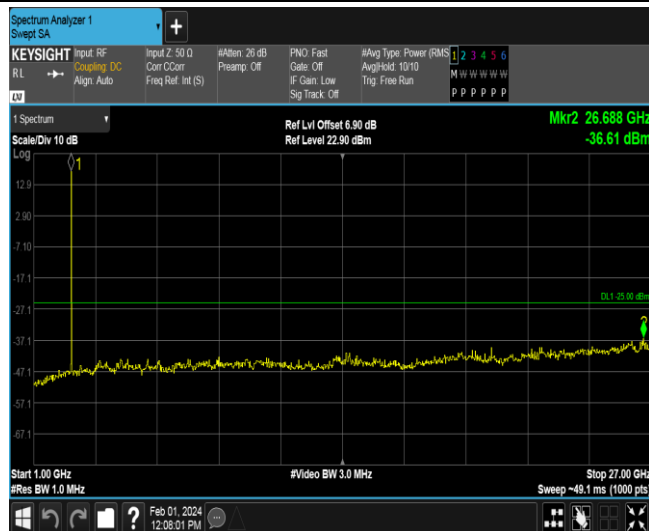 Spectrum Analyzer 1
Swept SA
+
KEYSIGHT
RL
Input: RF
Coupling: DC
Align: Auto
Input Z: 50 Ω
Corr CCorr
Freq Ref: Int (S)
#Atten: 26 dB
Preamp: Off
PNO: Fast
Gate: Off
IF Gain: Low
Sig Track: Off
#Avg Type: Power (RMS
Avg|Hold: 10/10
Trig: Free Run
1 2 3 4 5 6
M W W W W W
P P P P P P
1 Spectrum
Scale/Div 10 dB
Log
Ref Lvl Offset 6.90 dB
Ref Level 22.90 dBm
Mkr2 26.688 GHz
-36.61 dBm
1
12.9
2.90
-7.10
-17.1
DL1 -25.00 dBm
-27.1
2
-37.1
-47.1
-57.1
-67.1
Start 1.00 GHz
#Res BW 1.0 MHz
#Video BW 3.0 MHz
Stop 27.00 GHz
Sweep ~49.1 ms (1000 pts)
?
Feb 01, 2024
12:08:01 PM